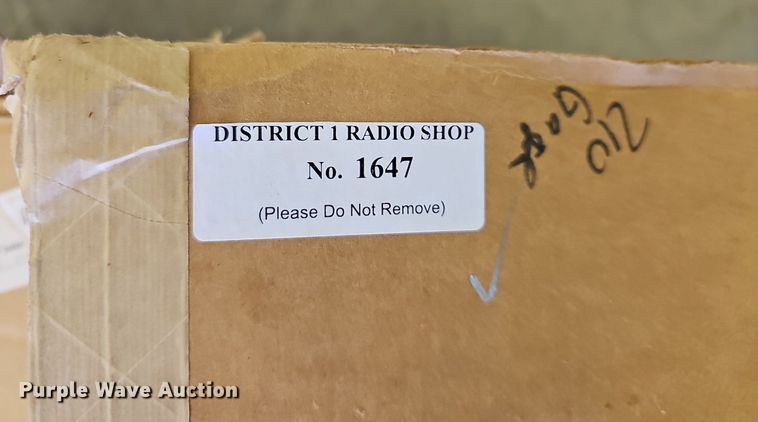 DISTRICT 1 RADIO SHOP
No. 1647
(Please Do Not Remove)
Purple Wave Auction